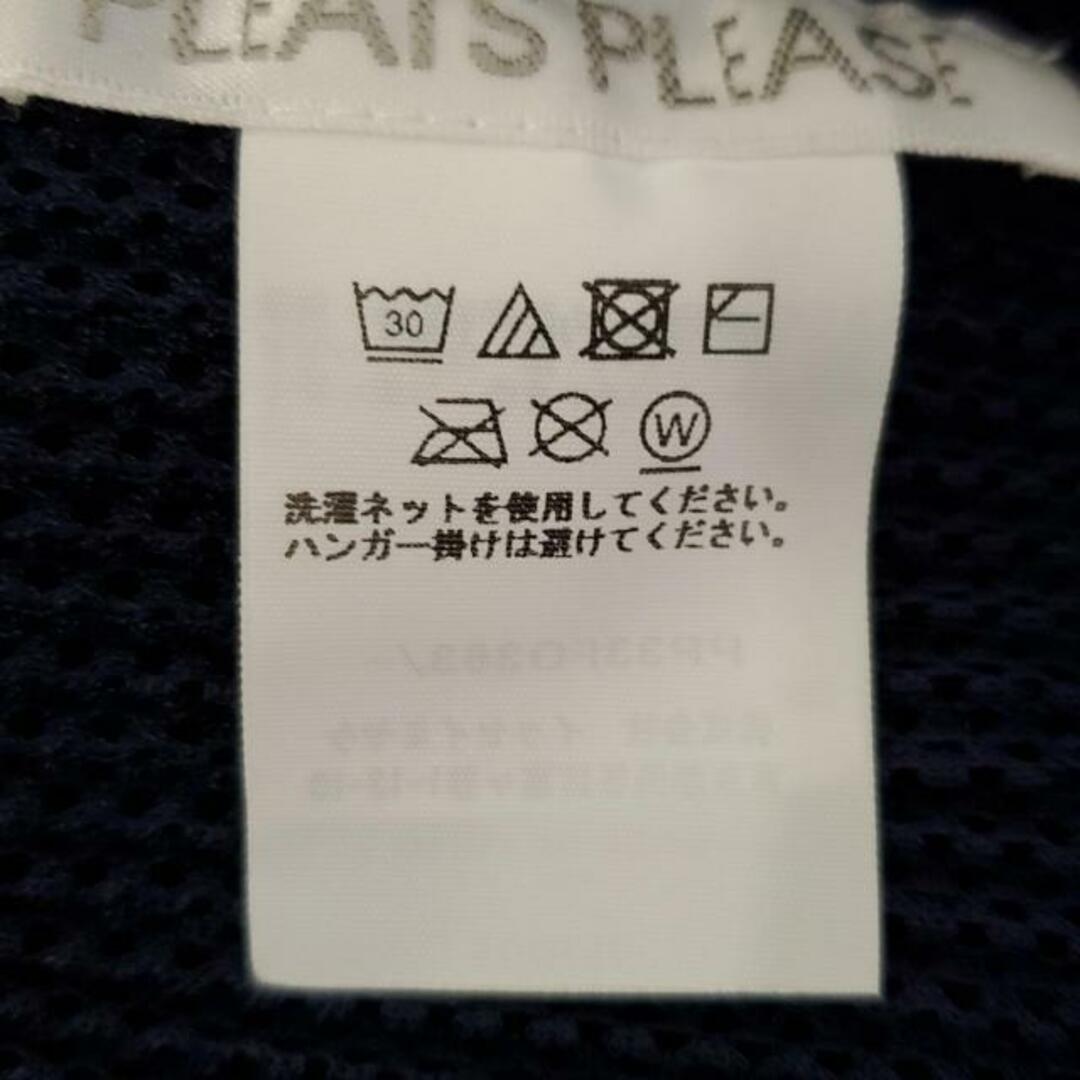 PLEATS PLEASE
30
W
洗濯ネットを使用してください。
ハンガー掛けは避けてください。